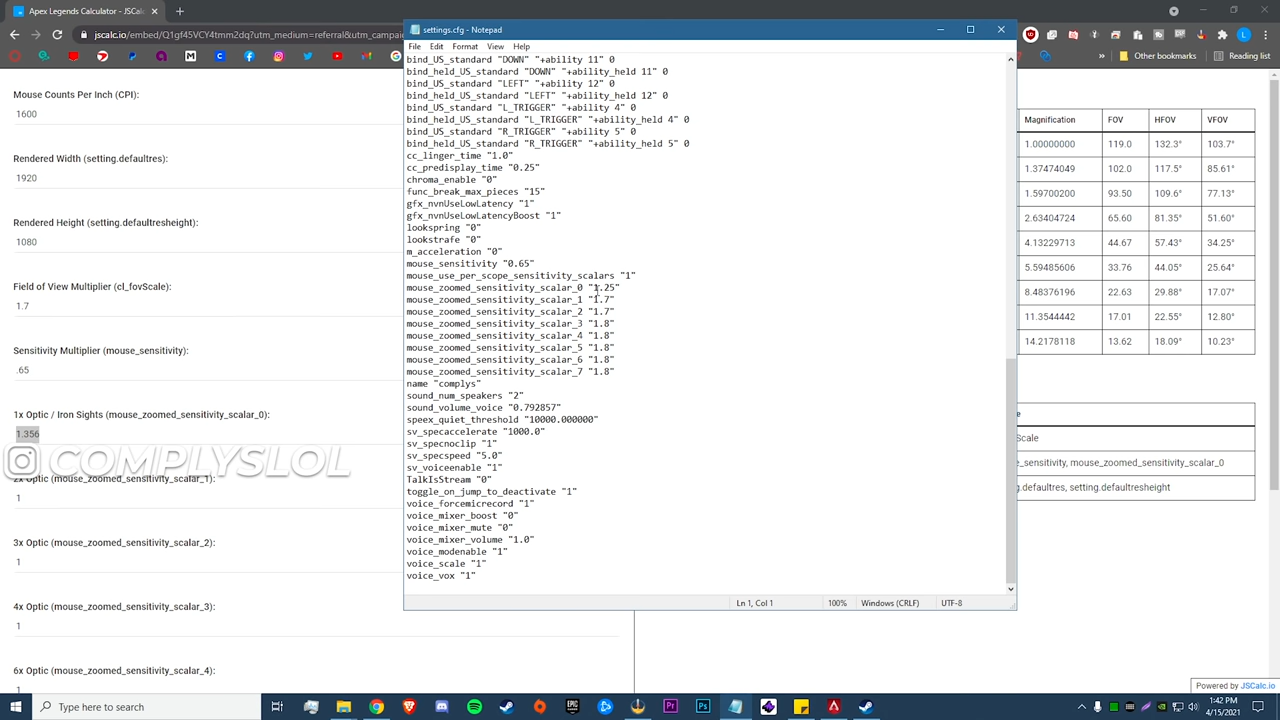 Apex Legends Calculator - JSCalc
jscalc.io/embed/Q1gf43VCY4tmm2dq?utm_medium=referral&utm_campai
Other bookmarks
Reading list
settings.cfg - Notepad
File Edit Format View Help
Mouse Counts Per Inch (CPI):
1600
Rendered Width (setting.defaultres):
1920
Rendered Height (setting.defaultresheight):
1080
Field of View Multiplier (cl_fovScale):
1.7
Sensitivity Multiplier (mouse_sensitivity):
.65
1x Optic / Iron Sights (mouse_zoomed_sensitivity_scalar_0):
1.356
COMPLYSLOL
2x Optic (mouse_zoomed_sensitivity_scalar_1):
1
3x Optic (mouse_zoomed_sensitivity_scalar_2):
1
4x Optic (mouse_zoomed_sensitivity_scalar_3):
1
6x Optic (mouse_zoomed_sensitivity_scalar_4):
1
bind_US_standard "DOWN" "+ability 11" 0
bind_held_US_standard "DOWN" "+ability_held 11" 0
bind_US_standard "LEFT" "+ability 12" 0
bind_held_US_standard "LEFT" "+ability_held 12" 0
bind_US_standard "L_TRIGGER" "+ability 4" 0
bind_held_US_standard "L_TRIGGER" "+ability_held 4" 0
bind_US_standard "R_TRIGGER" "+ability 5" 0
bind_held_US_standard "R_TRIGGER" "+ability_held 5" 0
cc_linger_time "1.0"
cc_predisplay_time "0.25"
chroma_enable "0"
func_break_max_pieces "15"
gfx_nvnUseLowLatency "1"
gfx_nvnUseLowLatencyBoost "1"
lookspring "0"
lookstrafe "0"
m_acceleration "0"
mouse_sensitivity "0.65"
mouse_use_per_scope_sensitivity_scalars "1"
mouse_zoomed_sensitivity_scalar_0 "1.25"
mouse_zoomed_sensitivity_scalar_1 "1.7"
mouse_zoomed_sensitivity_scalar_2 "1.7"
mouse_zoomed_sensitivity_scalar_3 "1.8"
mouse_zoomed_sensitivity_scalar_4 "1.8"
mouse_zoomed_sensitivity_scalar_5 "1.8"
mouse_zoomed_sensitivity_scalar_6 "1.8"
mouse_zoomed_sensitivity_scalar_7 "1.8"
name "complys"
sound_num_speakers "2"
sound_volume_voice "0.792857"
speex_quiet_threshold "10000.000000"
sv_specaccelerate "1000.0"
sv_specnoclip "1"
sv_specspeed "5.0"
sv_voiceenable "1"
TalkIsStream "0"
toggle_on_jump_to_deactivate "1"
voice_forcemicrecord "1"
voice_mixer_boost "0"
voice_mixer_mute "0"
voice_mixer_volume "1.0"
voice_modenable "1"
voice_scale "1"
voice_vox "1"
Ln 1, Col 1 100% Windows (CRLF) UTF-8
Magnification FOV HFOV VFOV
1.00000000 119.0 132.3° 103.7°
1.37474049 102.0 117.5° 85.61°
1.59700200 93.50 109.6° 77.13°
2.63404724 65.60 81.35° 51.60°
4.13229713 44.67 57.43° 34.25°
5.59485606 33.76 44.05° 25.64°
8.48376196 22.63 29.88° 17.07°
11.3544442 17.01 22.55° 12.80°
14.2178118 13.62 18.09° 10.23°
e
Scale
e_sensitivity, mouse_zoomed_sensitivity_scalar_0
g.defaultres, setting.defaultresheight
Powered by JSCalc.io
Type here to search
1:42 PM
4/15/2021